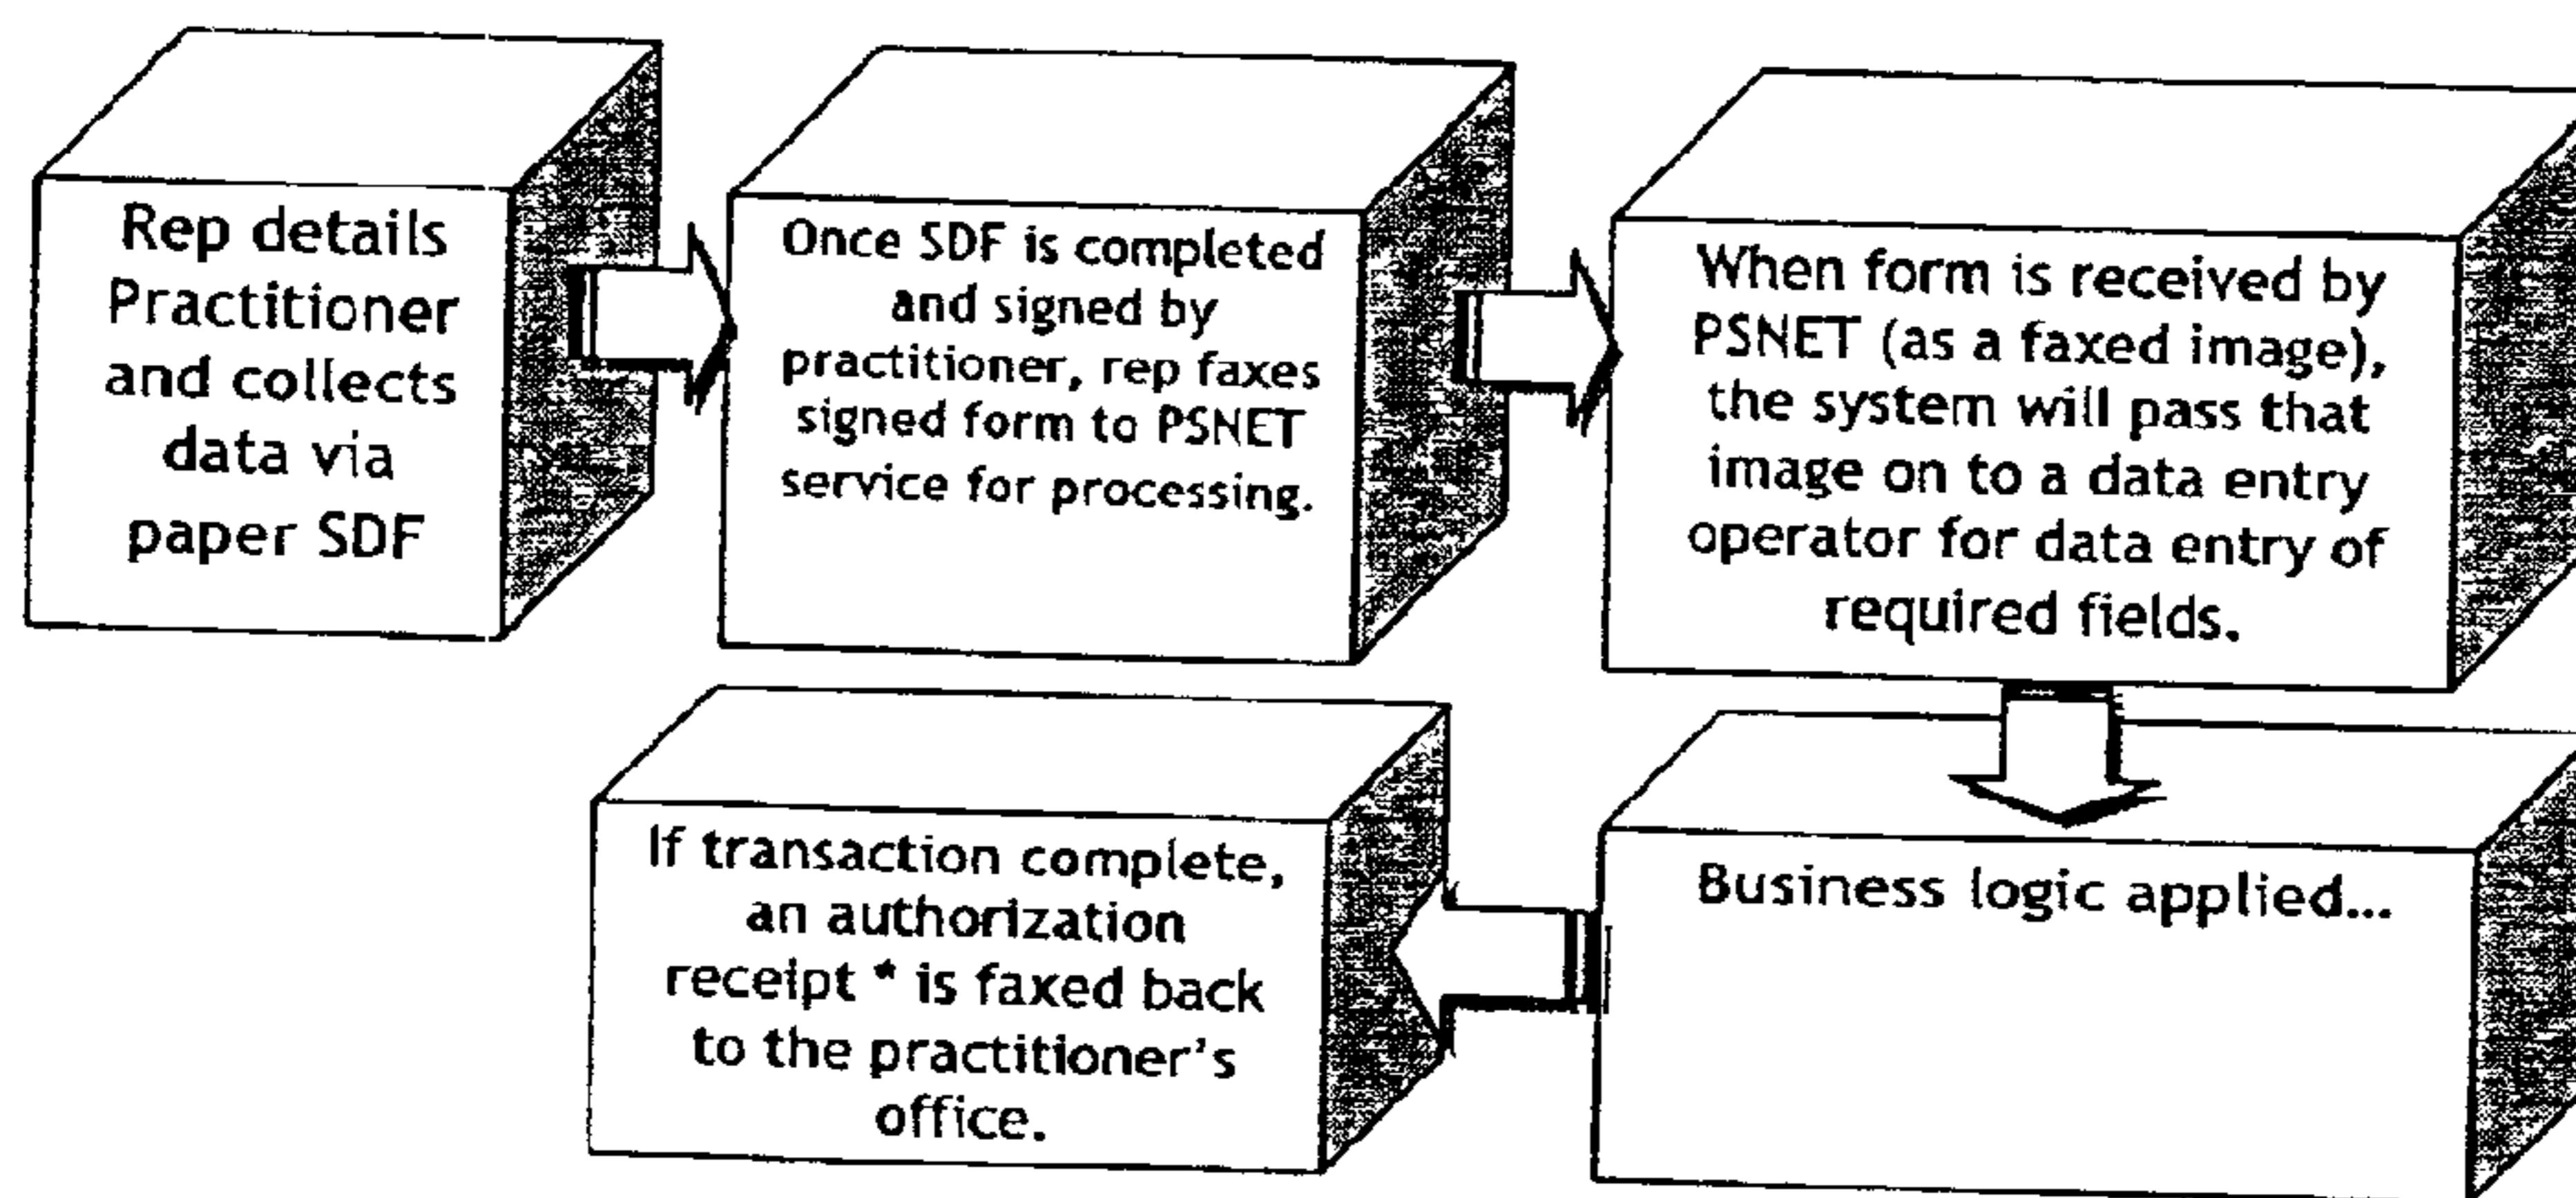 Rep details
Practitioner
and collects
data via
paper SDF
Once SDF is completed
and signed by
practitioner, rep faxes
signed form to PSNET
service for processing.
When form is received by
PSNET (as a faxed image),
the system will pass that
image on to a data entry
operator for data entry of
required fields.
Business logic applied...
If transaction complete,
an authorization
receipt * is faxed back
to the practitioner's
office.